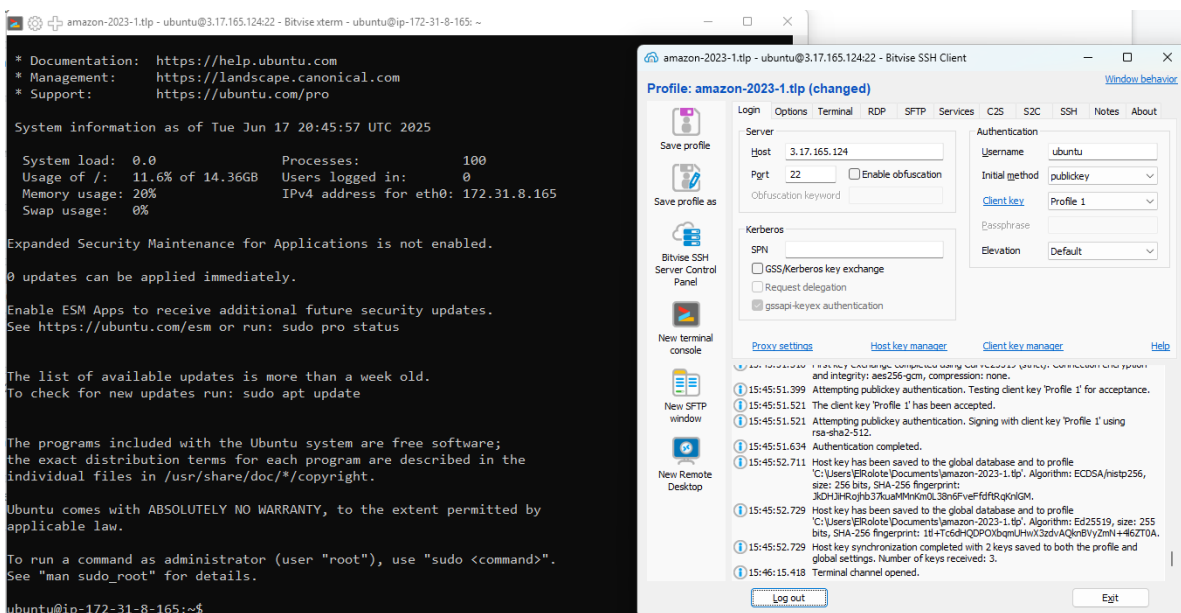 amazon-2023-1.tlp - ubuntu@3.17.165.124:22 - Bitvise xterm - ubuntu@ip-172-31-8-165: ~
* Documentation:  https://help.ubuntu.com
* Management:     https://landscape.canonical.com
* Support:        https://ubuntu.com/pro
System information as of Tue Jun 17 20:45:57 UTC 2025
System load:  0.0               Processes:             100
Usage of /:   11.6% of 14.36GB  Users logged in:       0
Memory usage: 20%               IPv4 address for eth0: 172.31.8.165
Swap usage:   0%
Expanded Security Maintenance for Applications is not enabled.
0 updates can be applied immediately.
Enable ESM Apps to receive additional future security updates.
See https://ubuntu.com/esm or run: sudo pro status
The list of available updates is more than a week old.
To check for new updates run: sudo apt update
The programs included with the Ubuntu system are free software;
the exact distribution terms for each program are described in the
individual files in /usr/share/doc/*/copyright.
Ubuntu comes with ABSOLUTELY NO WARRANTY, to the extent permitted by
applicable law.
To run a command as administrator (user "root"), use "sudo <command>".
See "man sudo_root" for details.
ubuntu@ip-172-31-8-165:~$
amazon-2023-1.tlp - ubuntu@3.17.165.124:22 - Bitvise SSH Client
Window behavior
Profile: amazon-2023-1.tlp (changed)
Save profile
Save profile as
Bitvise SSH
Server Control
Panel
New terminal
console
New SFTP
window
New Remote
Desktop
Login Options Terminal RDP SFTP Services C2S S2C SSH Notes About
Server
Host 3.17.165.124
Port 22 Enable obfuscation
Obfuscation keyword
Kerberos
SPN
GSS/Kerberos key exchange
Request delegation
gssapi-keyex authentication
Authentication
Username ubuntu
Initial method publickey
Client key Profile 1
Passphrase
Elevation Default
Proxy settings Host key manager Client key manager Help
15:45:51.310 First key exchange completed using Curve25519 (strict). Connection encryption
and integrity: aes256-gcm, compression: none.
15:45:51.399 Attempting publickey authentication. Testing client key 'Profile 1' for acceptance.
15:45:51.521 The client key 'Profile 1' has been accepted.
15:45:51.521 Attempting publickey authentication. Signing with client key 'Profile 1' using
rsa-sha2-512.
15:45:51.634 Authentication completed.
15:45:52.711 Host key has been saved to the global database and to profile
'C:\Users\ElRolote\Documents\amazon-2023-1.tlp'. Algorithm: ECDSA/nistp256,
size: 256 bits, SHA-256 fingerprint:
JkDHJiHRojhb37kuaMMnKm0L38n6FveFfdftRqKnlGM.
15:45:52.729 Host key has been saved to the global database and to profile
'C:\Users\ElRolote\Documents\amazon-2023-1.tlp'. Algorithm: Ed25519, size: 255
bits, SHA-256 fingerprint: 1tl+Tc6dHQDPOXbqmUHwX3zdvAQknBVyZmN+4l6ZT0A.
15:45:52.729 Host key synchronization completed with 2 keys saved to both the profile and
global settings. Number of keys received: 3.
15:46:15.418 Terminal channel opened.
Log out
Exit